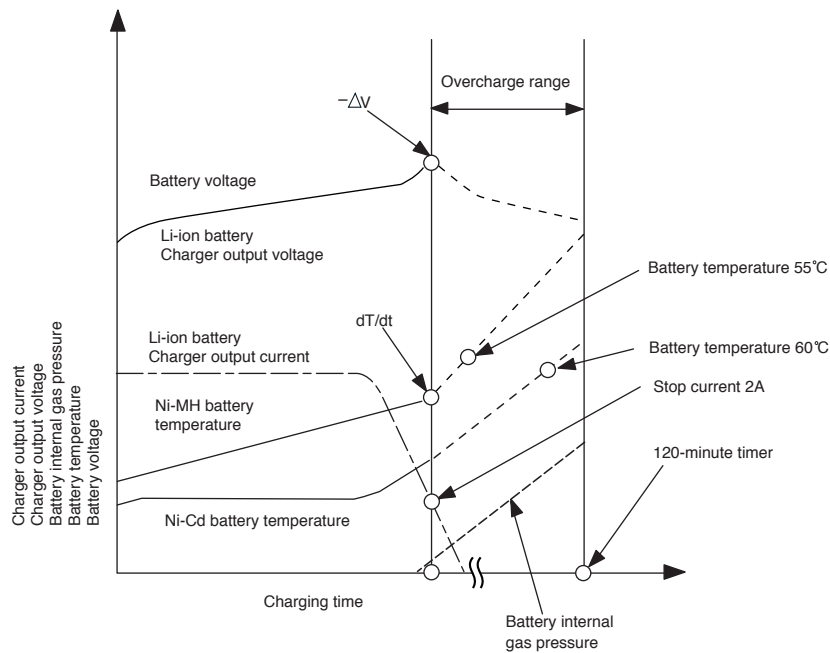 Overcharge range
−ΔV
Battery voltage
Li-ion battery
Charger output voltage
Battery temperature 55℃
dT/dt
Li-ion battery
Charger output current
Battery temperature 60℃
Stop current 2A
Ni-MH battery
temperature
120-minute timer
Ni-Cd battery temperature
Charger output current
Charger output voltage
Battery internal gas pressure
Battery temperature
Battery voltage
Charging time
Battery internal
gas pressure